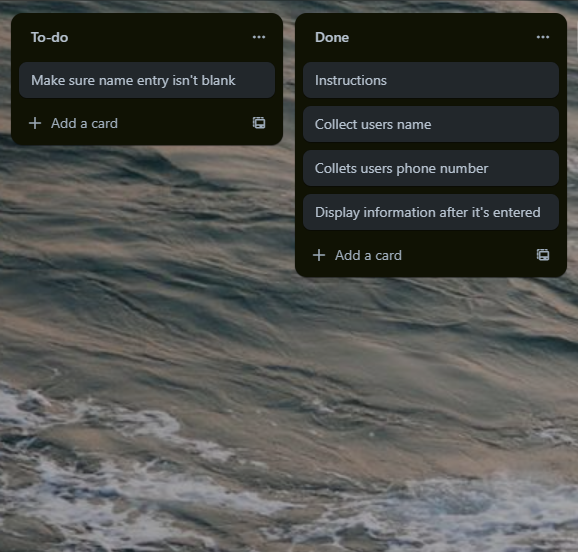 To-do
Make sure name entry isn't blank
Add a card
Done
Instructions
Collect users name
Collets users phone number
Display information after it's entered
Add a card